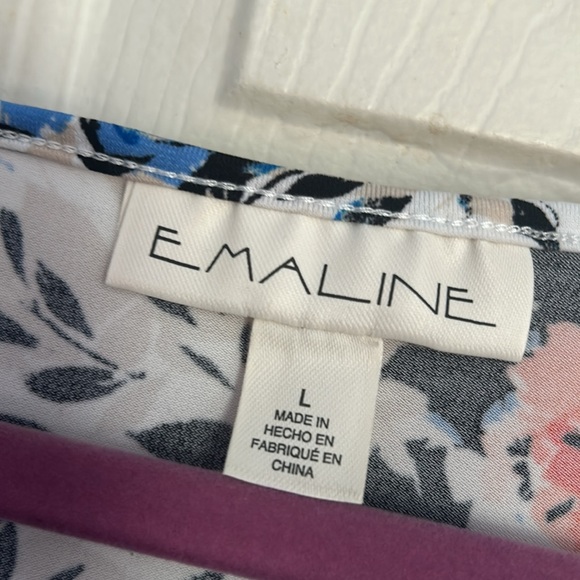 EMALINE
L
MADE IN
HECHO EN
FABRIQUÉ EN
CHINA